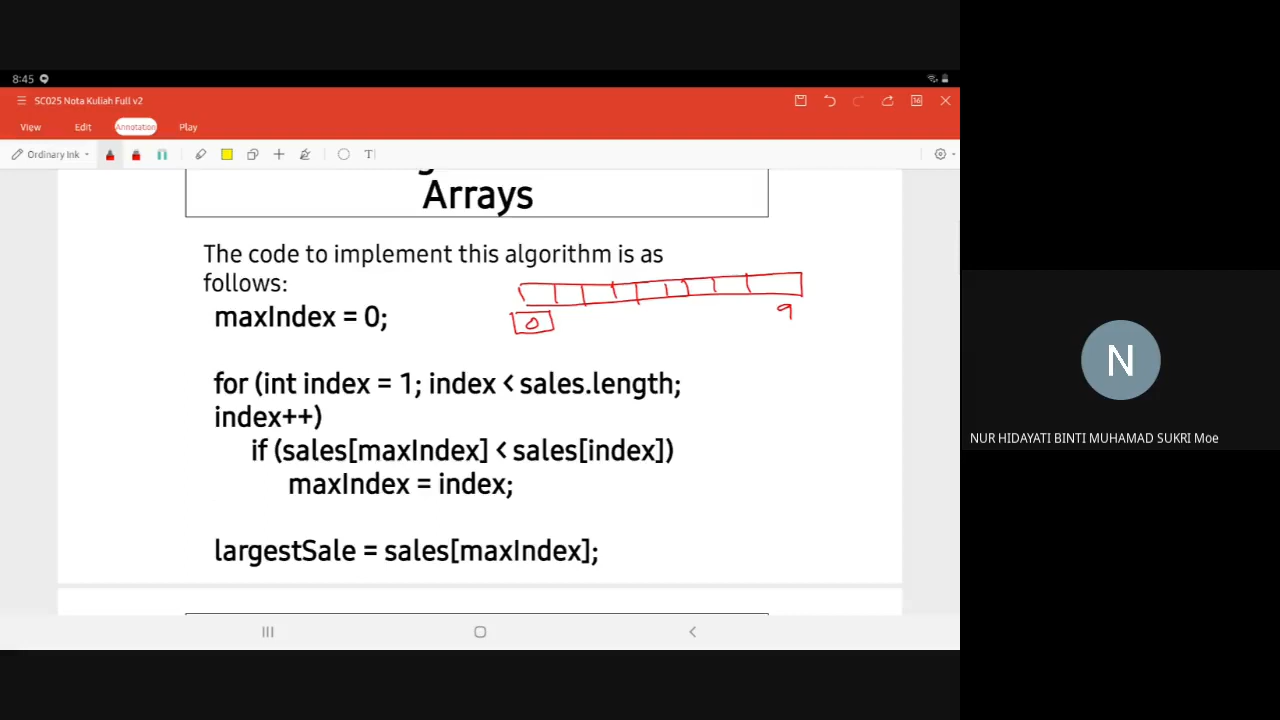 8:45
SC025 Nota Kuliah Full v2
16
View Edit Annotation Play
Ordinary Ink T
Arrays
The code to implement this algorithm is as
follows:
maxIndex = 0;
0 9
for (int index = 1; index < sales.length;
index++)
if (sales[maxIndex] < sales[index])
maxIndex = index;
largestSale = sales[maxIndex];
N
NUR HIDAYATI BINTI MUHAMAD SUKRI Moe